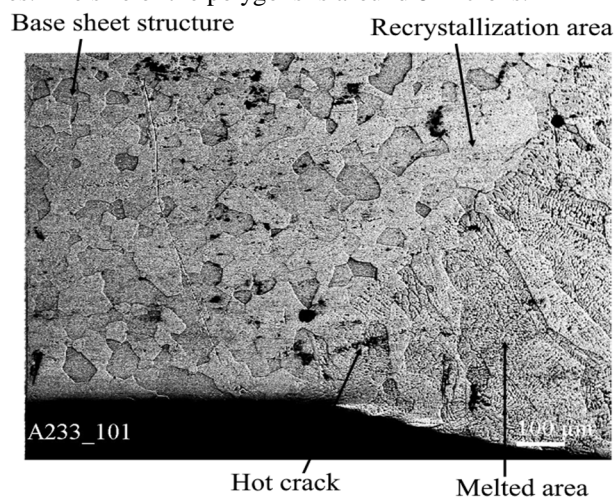 Base sheet structure
Recrystallization area
A233_101
100 µm
Hot crack
Melted area